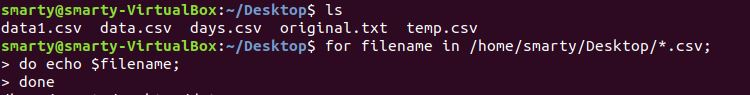 smarty@smarty-VirtualBox:~/Desktop$ ls
data1.csv  data.csv  days.csv  original.txt  temp.csv
smarty@smarty-VirtualBox:~/Desktop$ for filename in /home/smarty/Desktop/*.csv;
> do echo $filename;
> done